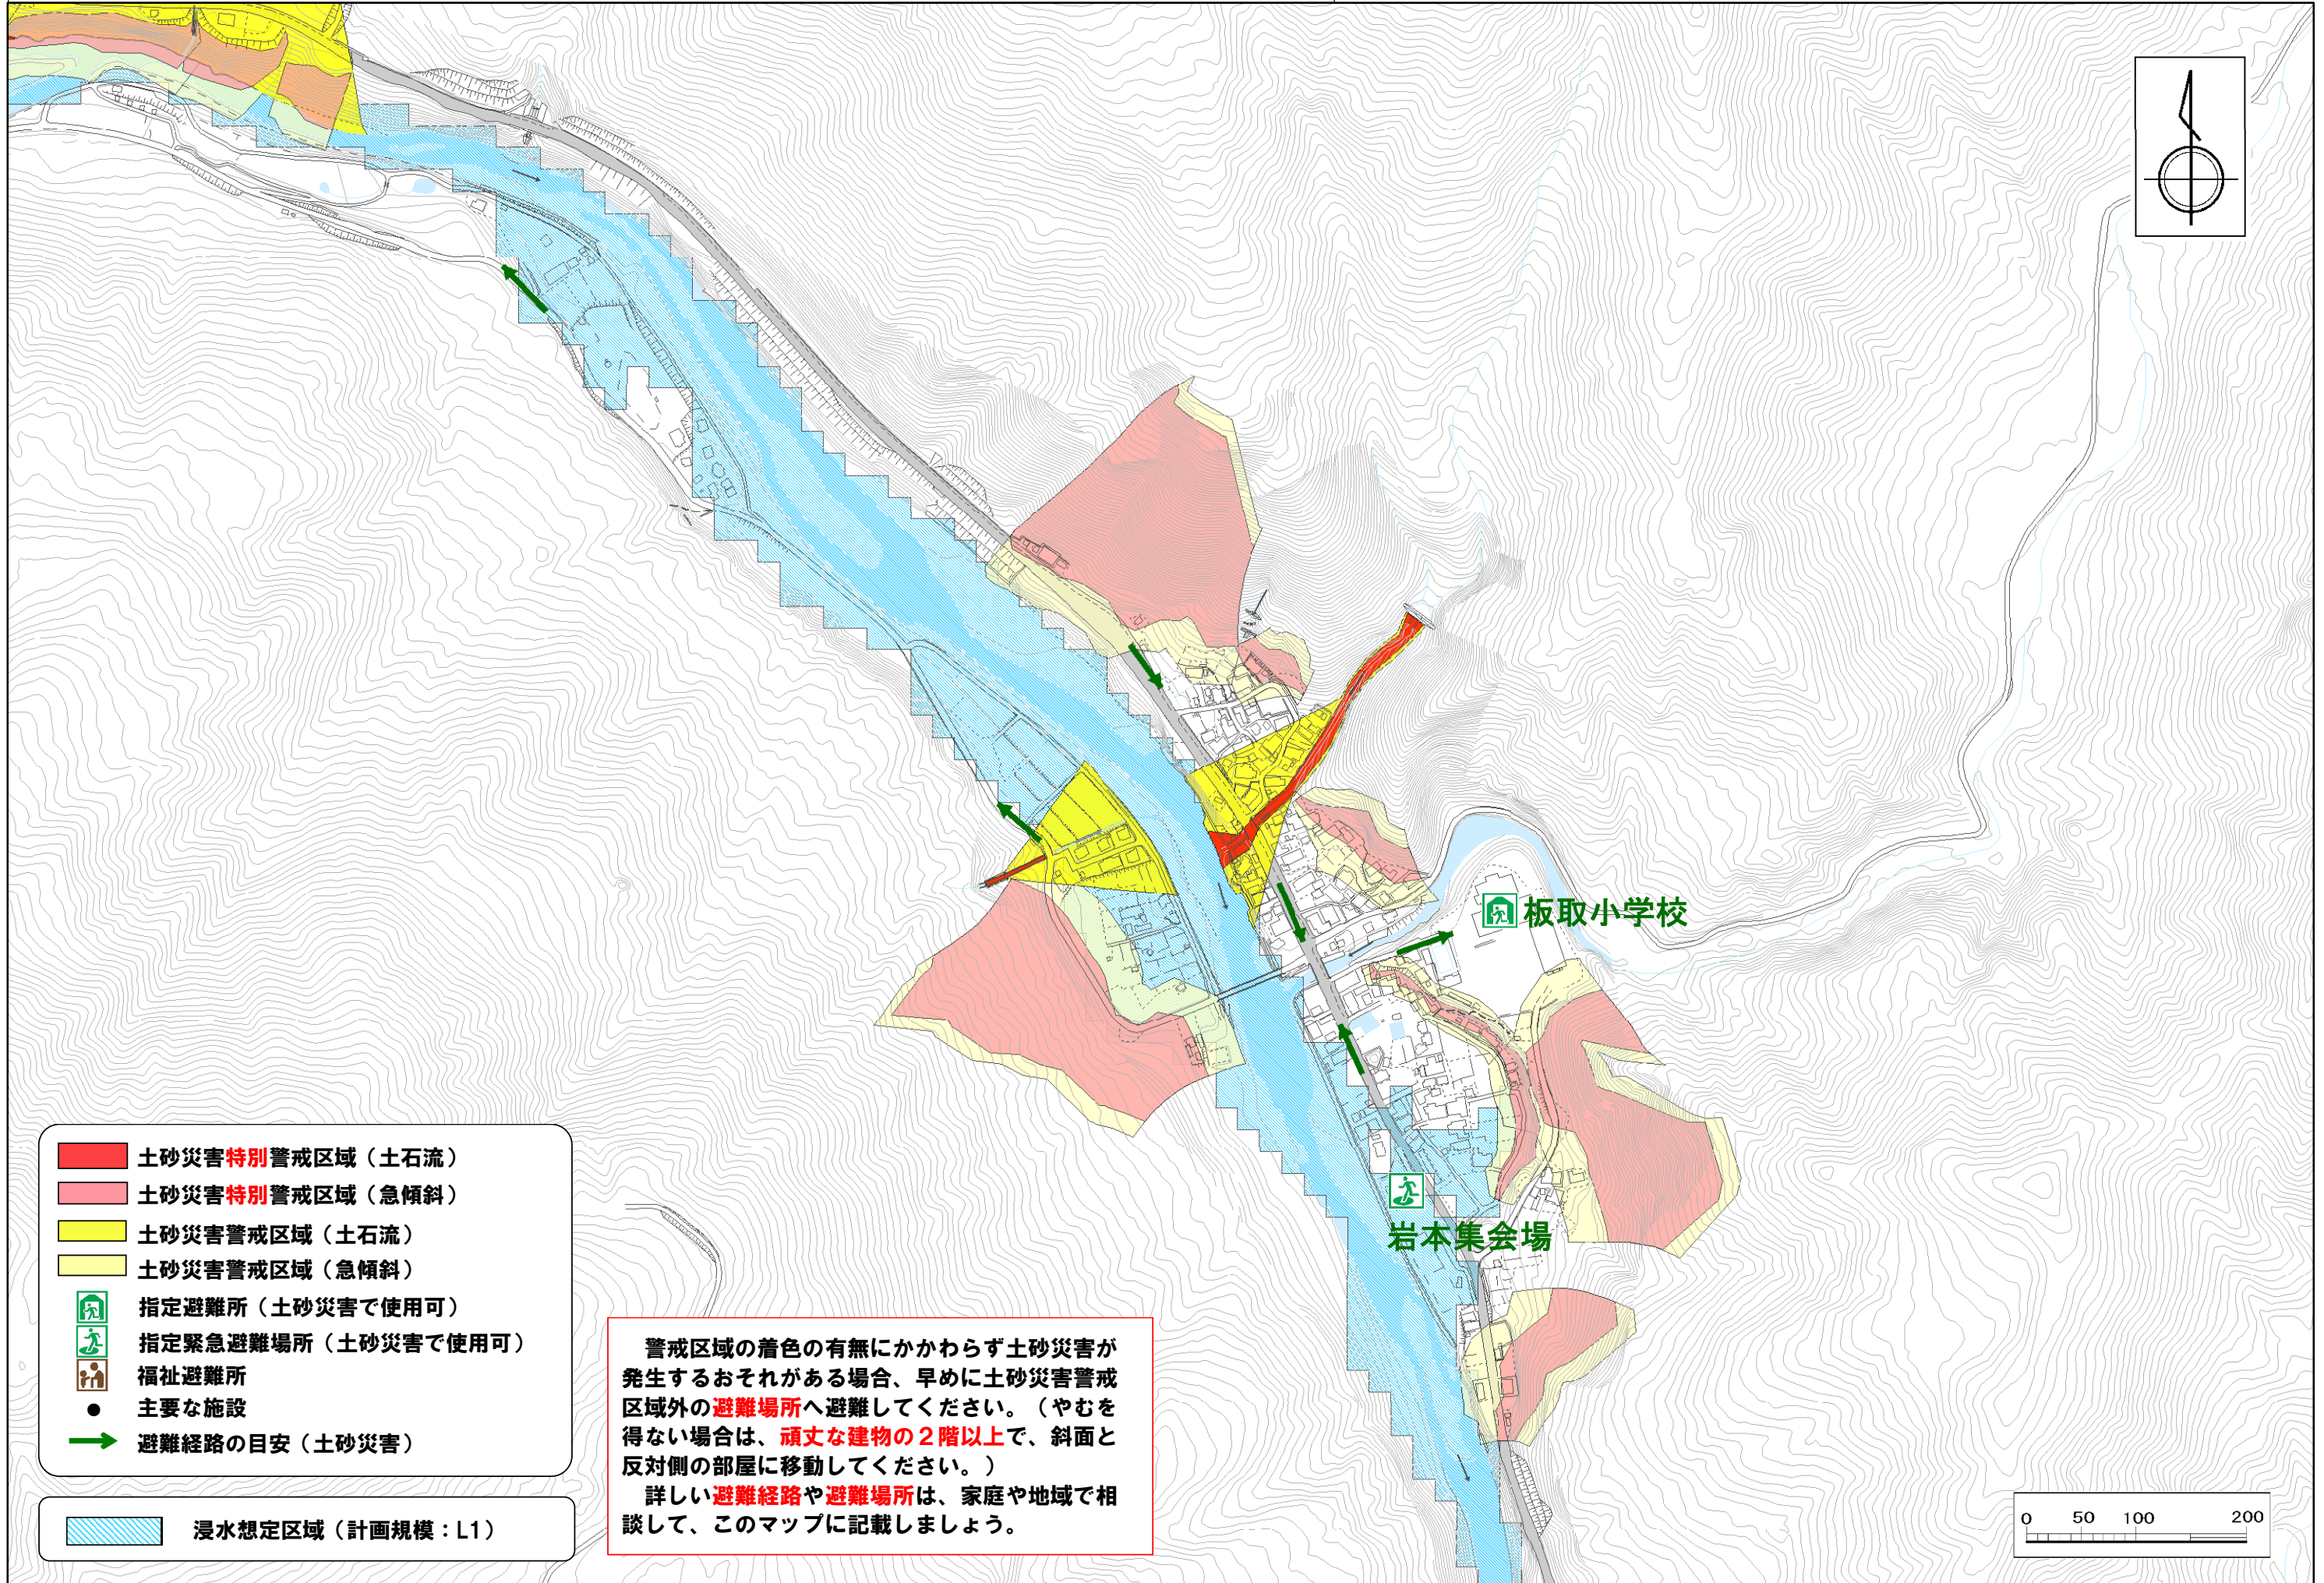 板取小学校
岩本集会場
土砂災害特別警戒区域（土石流）
土砂災害特別警戒区域（急傾斜）
土砂災害警戒区域（土石流）
土砂災害警戒区域（急傾斜）
指定避難所（土砂災害で使用可）
指定緊急避難場所（土砂災害で使用可）
福祉避難所
主要な施設
避難経路の目安（土砂災害）
浸水想定区域（計画規模：L1）
警戒区域の着色の有無にかかわらず土砂災害が
発生するおそれがある場合、早めに土砂災害警戒
区域外の避難場所へ避難してください。（やむを
得ない場合は、頑丈な建物の２階以上で、斜面と
反対側の部屋に移動してください。）
詳しい避難経路や避難場所は、家庭や地域で相
談して、このマップに記載しましょう。
0 50 100 200